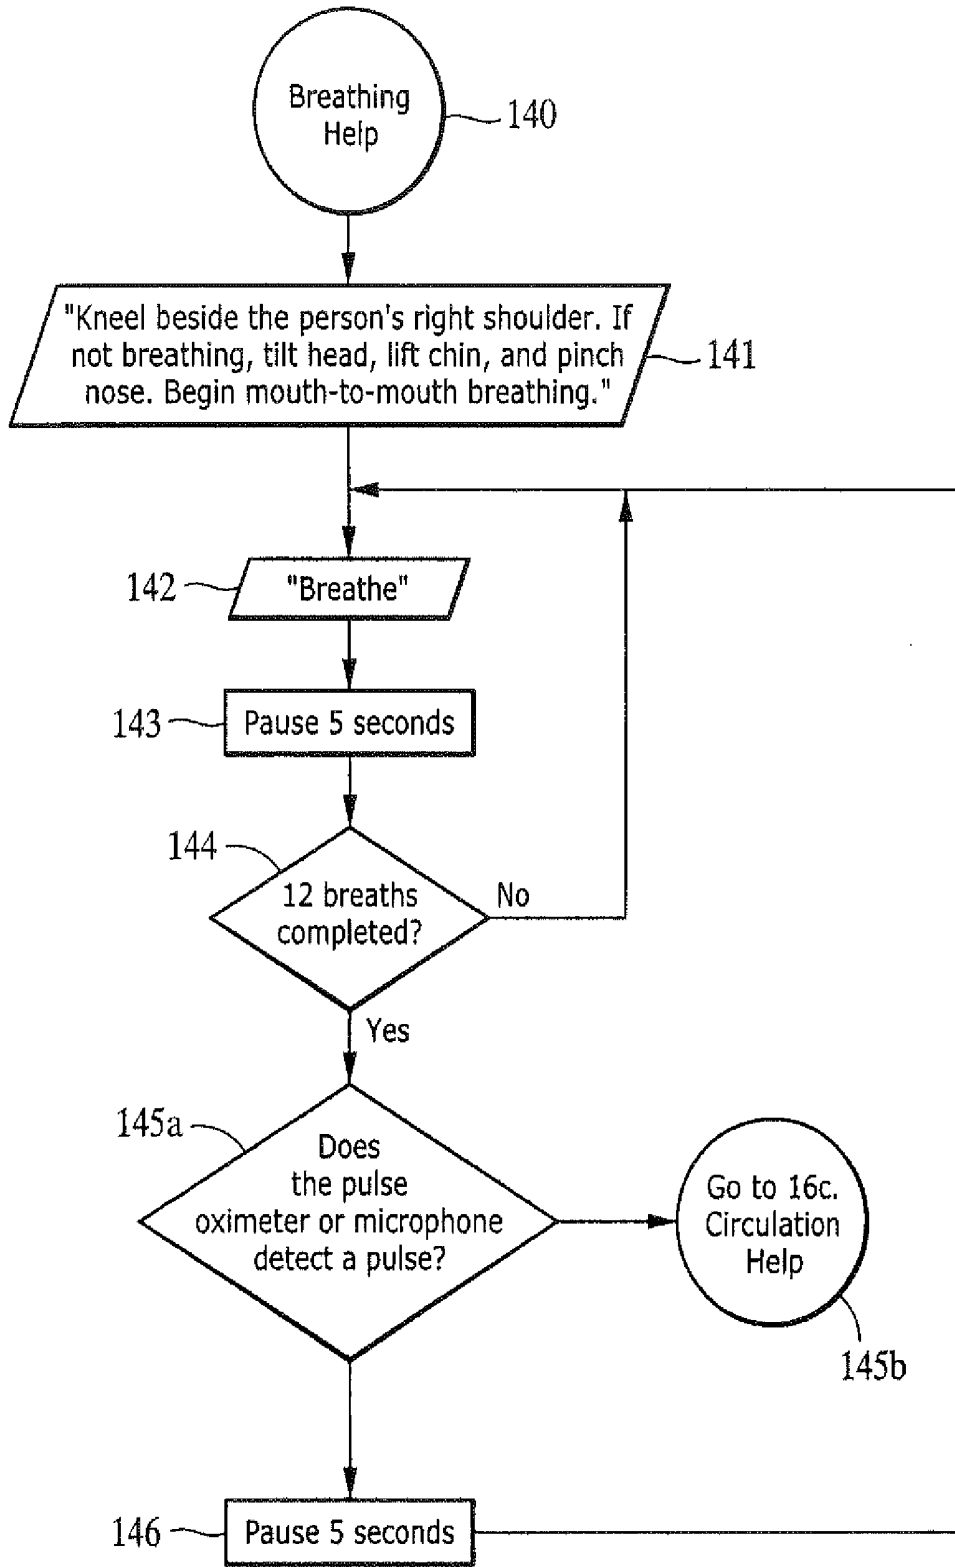 Breathing
Help
140
"Kneel beside the person's right shoulder. If
not breathing, tilt head, lift chin, and pinch
nose. Begin mouth-to-mouth breathing."
141
142
"Breathe"
143
Pause 5 seconds
144
12 breaths
completed?
No
Yes
145a
Does
the pulse
oximeter or microphone
detect a pulse?
Go to 16c.
Circulation
Help
145b
146
Pause 5 seconds